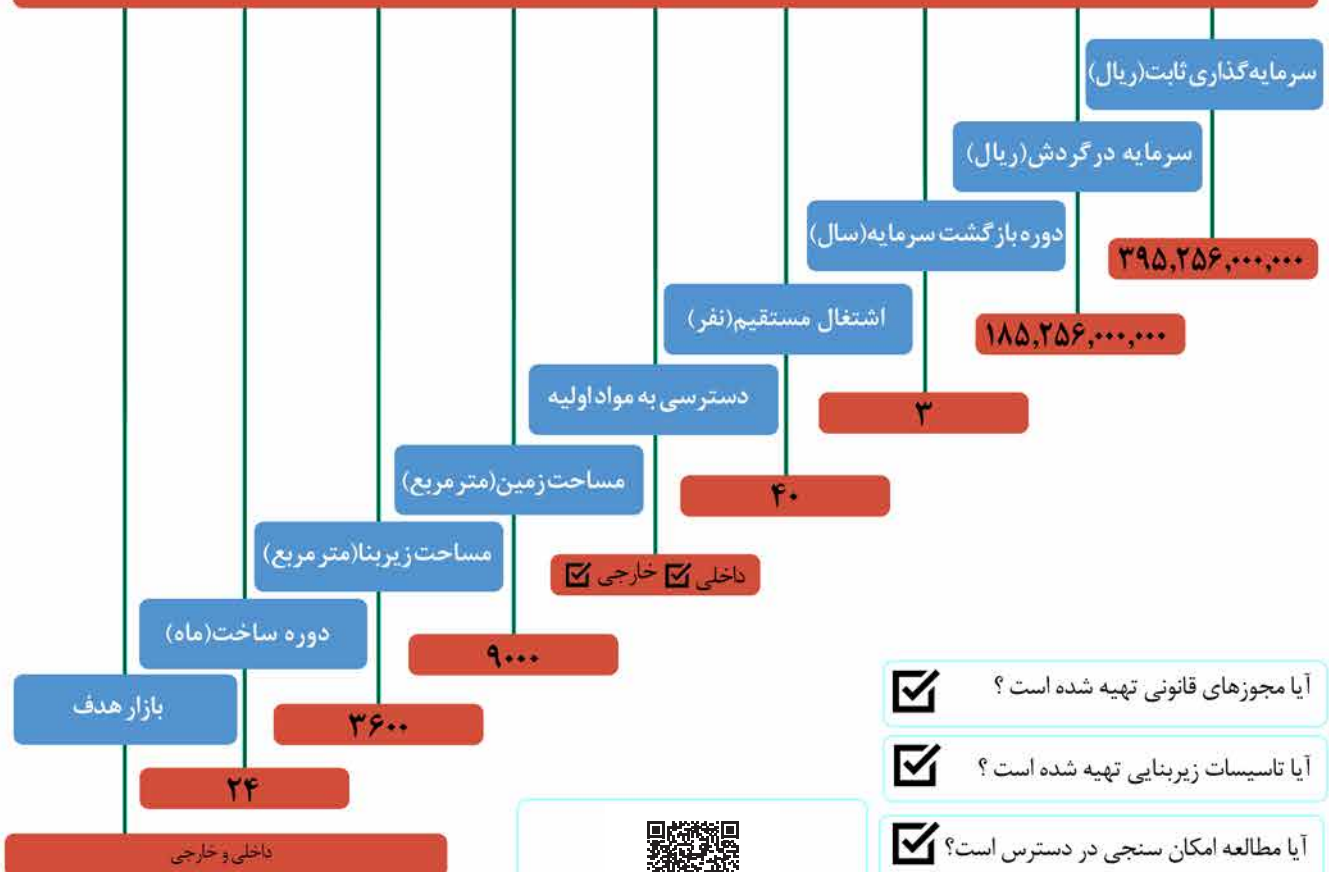 سرمایه‌گذاری ثابت(ریال)
۳۹۵,۲۵۶,۰۰۰,۰۰۰
سرمایه در گردش(ریال)
۱۸۵,۲۵۶,۰۰۰,۰۰۰
دوره بازگشت سرمایه(سال)
۳
اشتغال مستقیم(نفر)
۴۰
دسترسی به مواد اولیه
داخلی ☑ خارجی ☑
مساحت زمین(متر مربع)
۹۰۰۰
مساحت زیربنا(متر مربع)
۳۶۰۰
دوره ساخت(ماه)
۲۴
بازار هدف
داخلی و خارجی
آیا مجوزهای قانونی تهیه شده است ؟ ☑
آیا تاسیسات زیربنایی تهیه شده است ؟ ☑
آیا مطالعه امکان سنجی در دسترس است؟ ☑